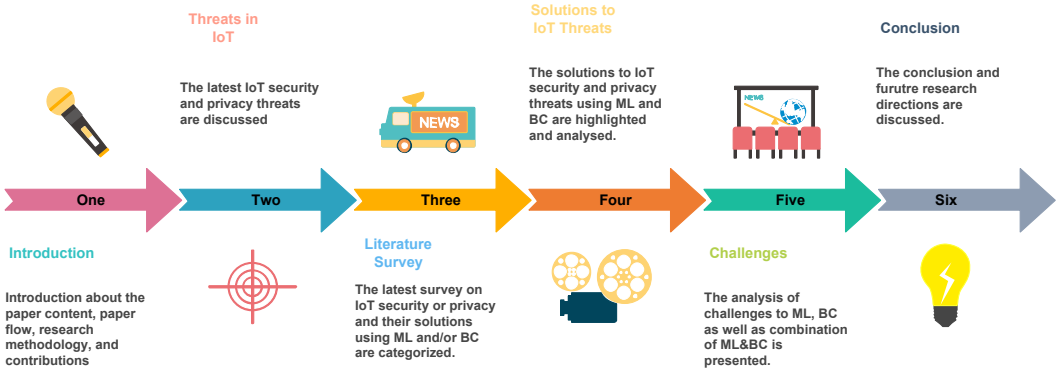 Threats in
IoT
The latest IoT security
and privacy threats
are discussed
Solutions to
IoT Threats
The solutions to IoT
security and privacy
threats using ML and
BC are highlighted
and analysed.
Conclusion
The conclusion and
furutre research
directions are
discussed.
NEWS
NEWS
One
Two
Three
Four
Five
Six
Introduction
Introduction about the
paper content, paper
flow, research
methodology, and
contributions
Literature
Survey
The latest survey on
IoT security or privacy
and their solutions
using ML and/or BC
are categorized.
Challenges
The analysis of
challenges to ML, BC
as well as combination
of ML&BC is
presented.